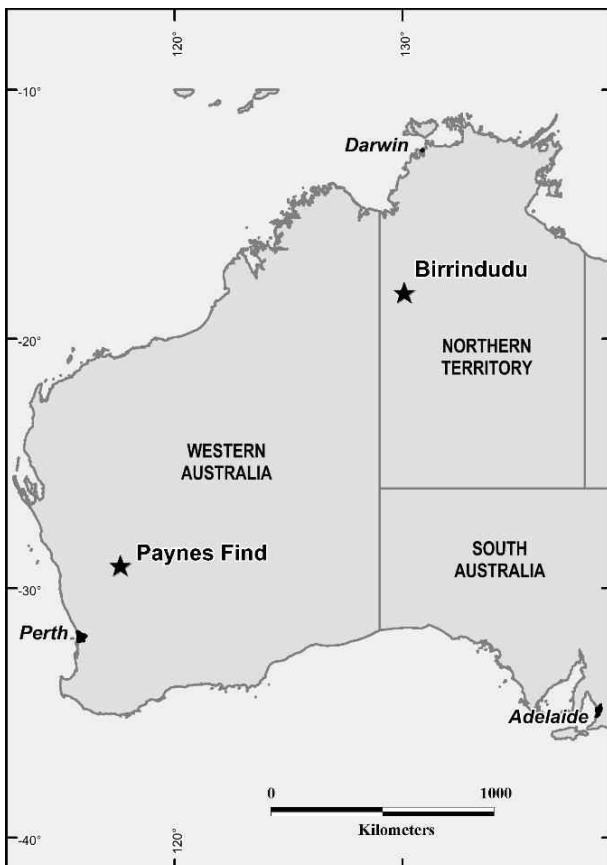 120°
130°
-10°
Darwin
Birrindudu
-20°
NORTHERN
TERRITORY
WESTERN
AUSTRALIA
Paynes Find
SOUTH
AUSTRALIA
-30°
Perth
Adelaide
0 1000
Kilometers
-40°
120°
130°